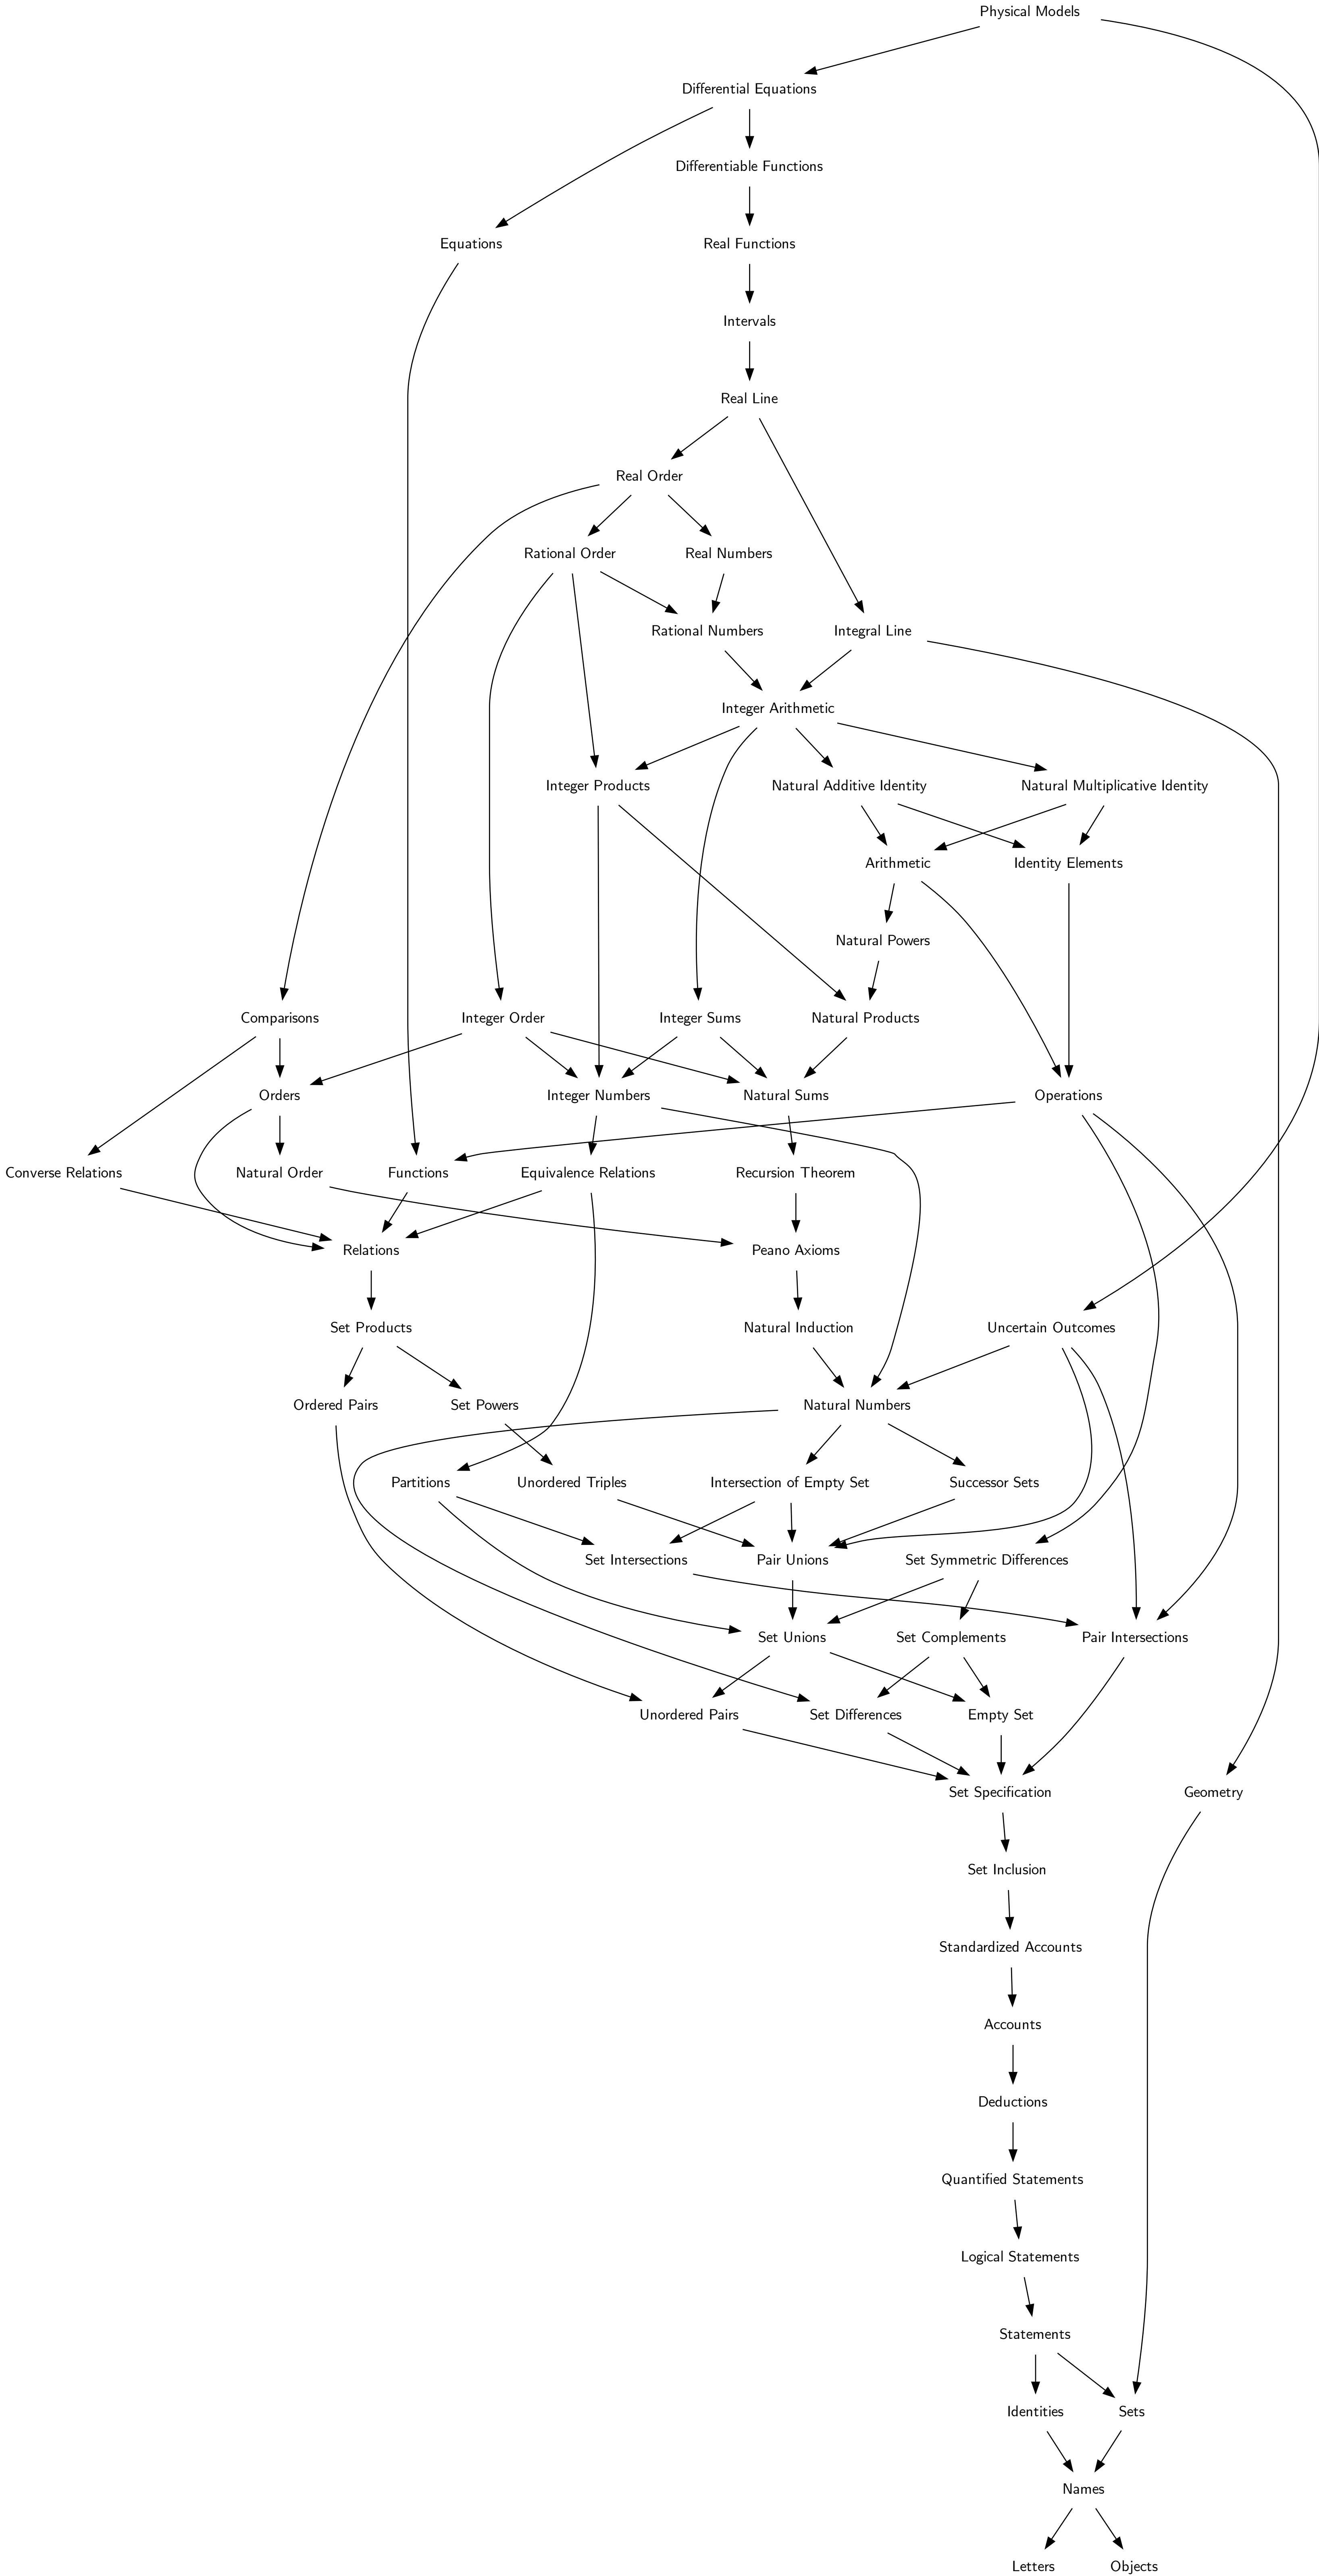 Physical Models
Differential Equations
Differentiable Functions
Equations
Real Functions
Intervals
Real Line
Real Order
Rational Order
Real Numbers
Rational Numbers
Integral Line
Integer Arithmetic
Integer Products
Natural Additive Identity
Natural Multiplicative Identity
Arithmetic
Identity Elements
Natural Powers
Comparisons
Integer Order
Integer Sums
Natural Products
Orders
Integer Numbers
Natural Sums
Operations
Converse Relations
Natural Order
Functions
Equivalence Relations
Recursion Theorem
Relations
Peano Axioms
Set Products
Natural Induction
Uncertain Outcomes
Ordered Pairs
Set Powers
Natural Numbers
Partitions
Unordered Triples
Intersection of Empty Set
Successor Sets
Set Intersections
Pair Unions
Set Symmetric Differences
Set Unions
Set Complements
Pair Intersections
Unordered Pairs
Set Differences
Empty Set
Set Specification
Geometry
Set Inclusion
Standardized Accounts
Accounts
Deductions
Quantified Statements
Logical Statements
Statements
Identities
Sets
Names
Letters
Objects